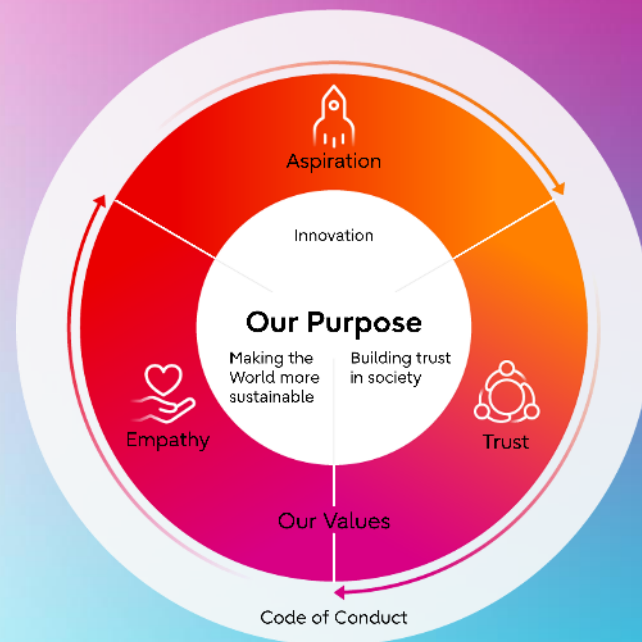 Aspiration
Innovation
Our Purpose
Making the
World more
sustainable
Building trust
in society
Empathy
Trust
Our Values
Code of Conduct